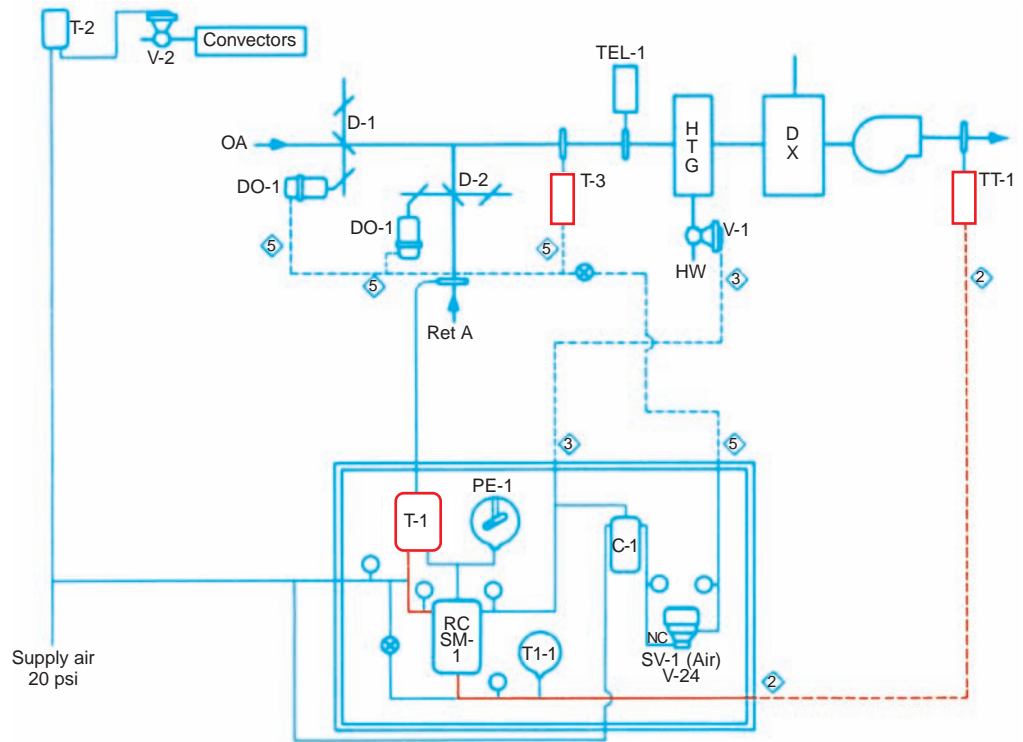 T-2
V-2
Convectors
TEL-1
D-1
OA
H
T
G
D
X
DO-1
D-2
T-3
TT-1
DO-1
V-1
5
5
HW
3
2
5
Ret A
3
5
PE-1
T-1
C-1
RC
SM-
1
T1-1
NC
SV-1 (Air)
V-24
Supply air
20 psi
2